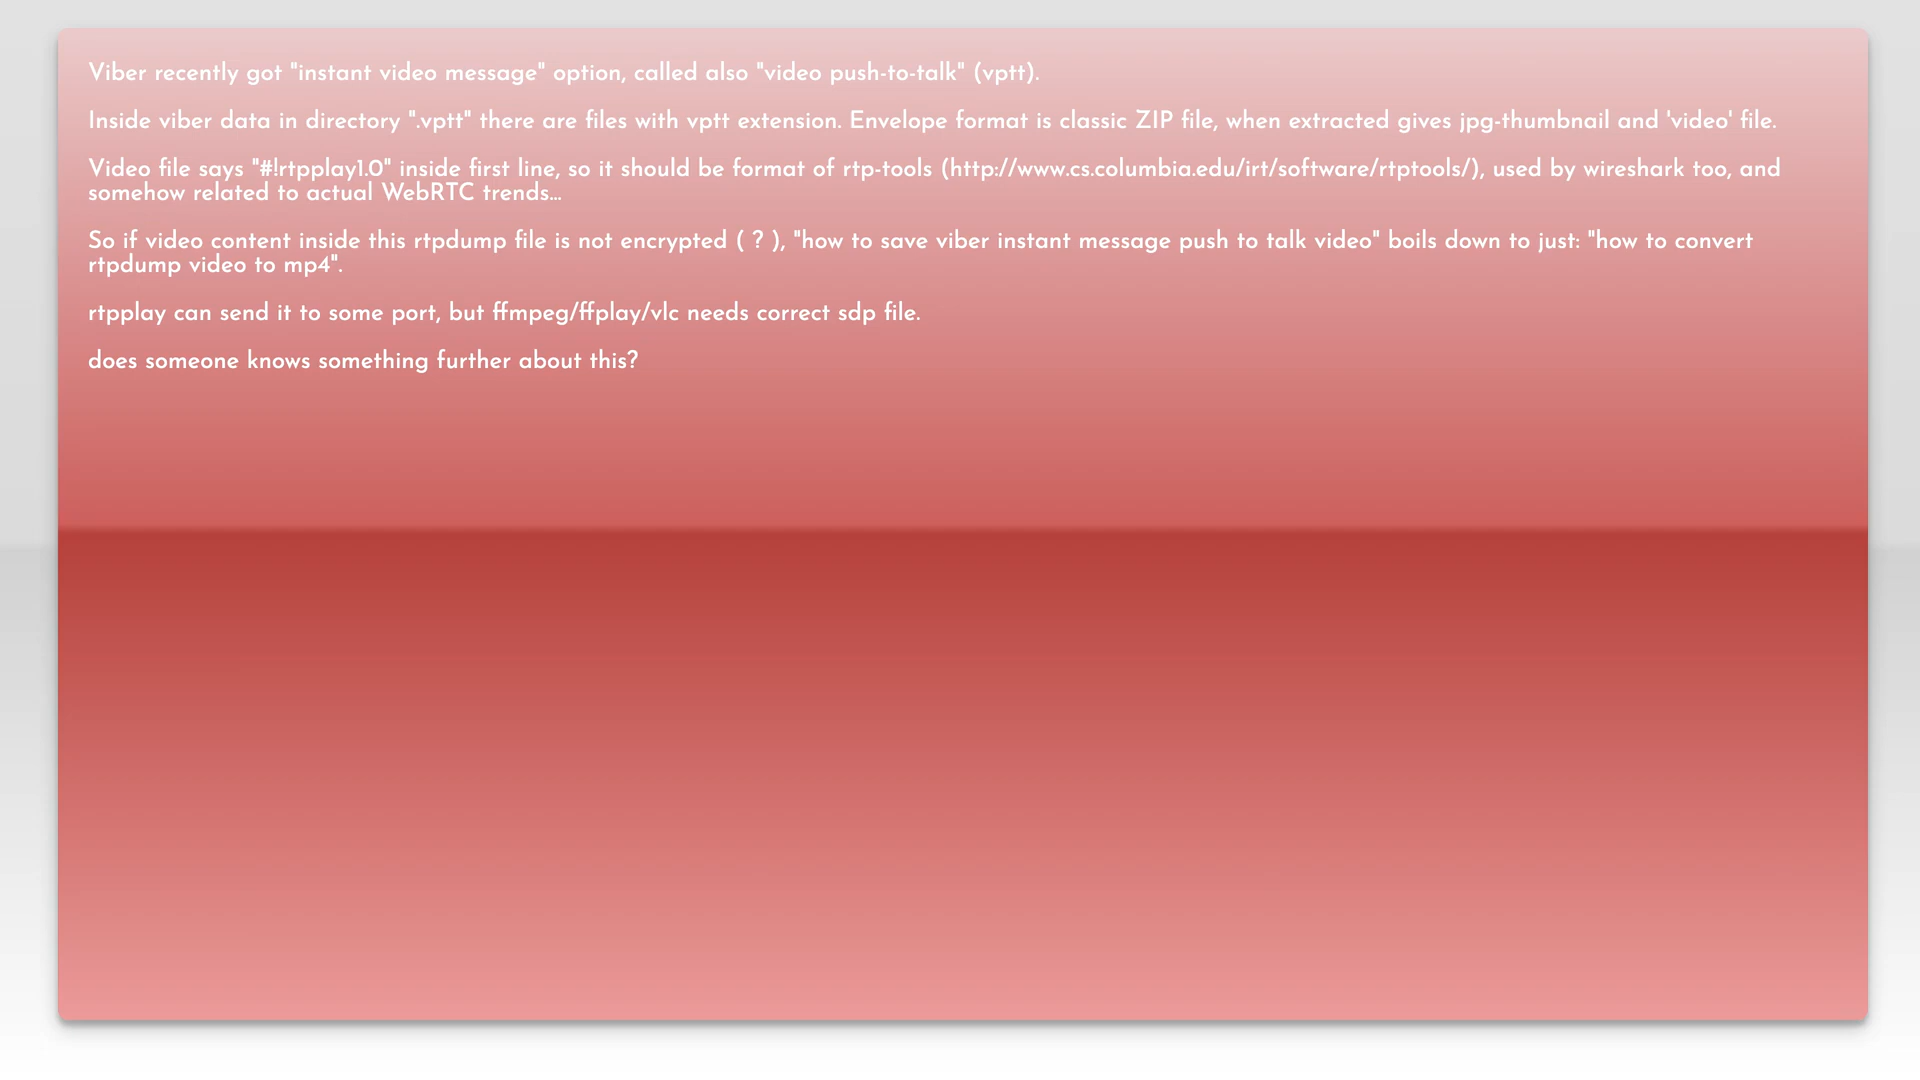 Viber recently got "instant video message" option, called also "video push-to-talk" (vptt).
Inside viber data in directory ".vptt" there are files with vptt extension. Envelope format is classic ZIP file, when extracted gives jpg-thumbnail and 'video' file.
Video file says "#!rtpplay1.0" inside first line, so it should be format of rtp-tools (http://www.cs.columbia.edu/irt/software/rtptools/), used by wireshark too, and
somehow related to actual WebRTC trends...
So if video content inside this rtpdump file is not encrypted ( ? ), "how to save viber instant message push to talk video" boils down to just: "how to convert
rtpdump video to mp4".
rtpplay can send it to some port, but ffmpeg/ffplay/vlc needs correct sdp file.
does someone knows something further about this?